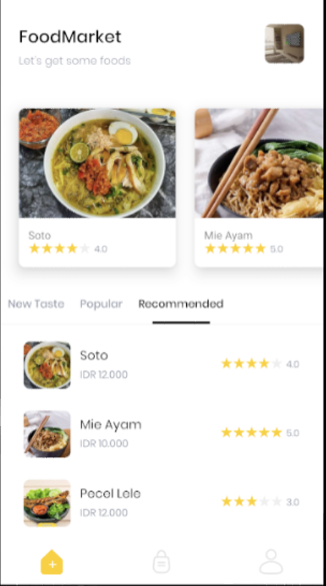 FoodMarket
Let's get some foods
Soto
4.0
Mie Ayam
5.0
New Taste Popular Recommended
Soto
IDR 12.000
4.0
Mie Ayam
IDR 10.000
5.0
Pecel Lele
IDR 12.000
3.0